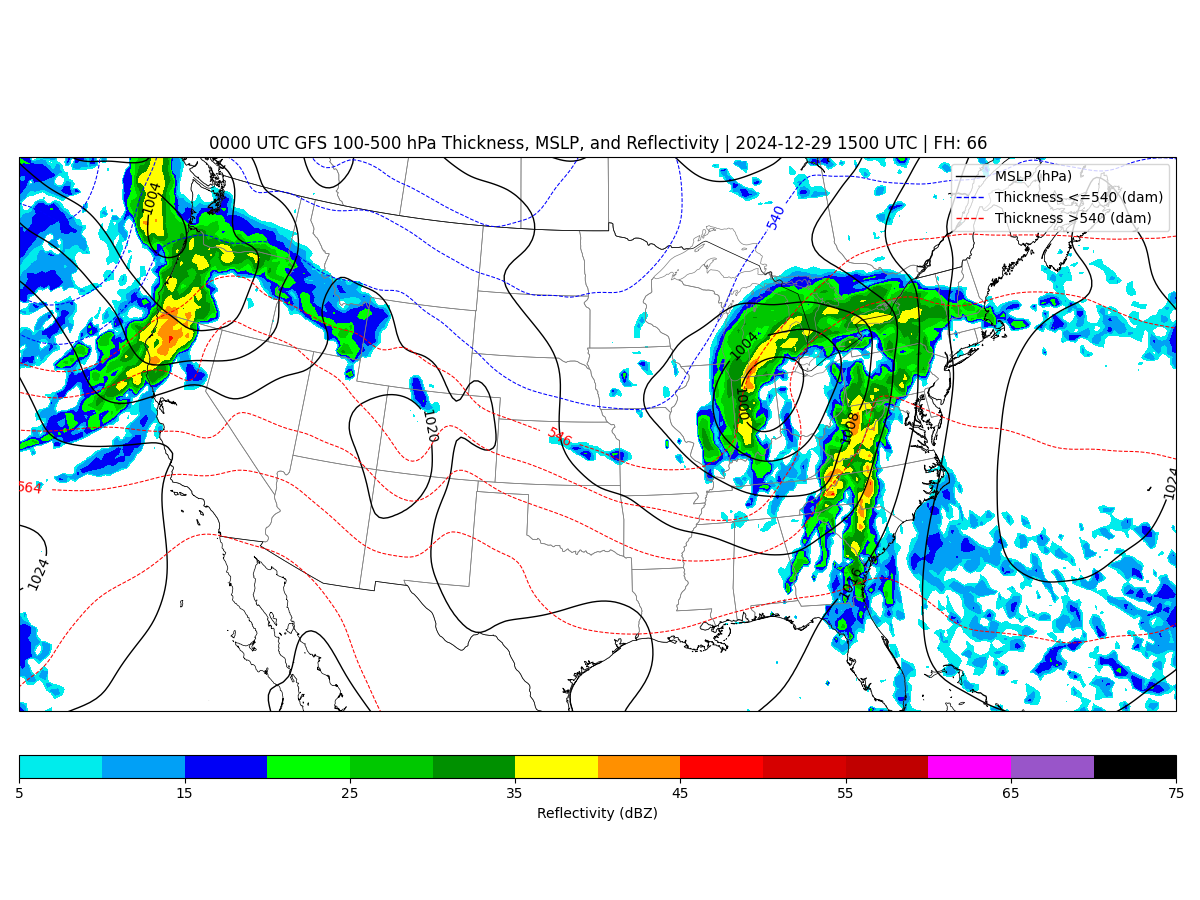 0000 UTC GFS 100-500 hPa Thickness, MSLP, and Reflectivity | 2024-12-29 1500 UTC | FH: 66
MSLP (hPa)
Thickness <=540 (dam)
Thickness >540 (dam)
1004
540
1004
1000
1008
1020
546
564
1024
1024
1016
5 15 25 35 45 55 65 75
Reflectivity (dBZ)